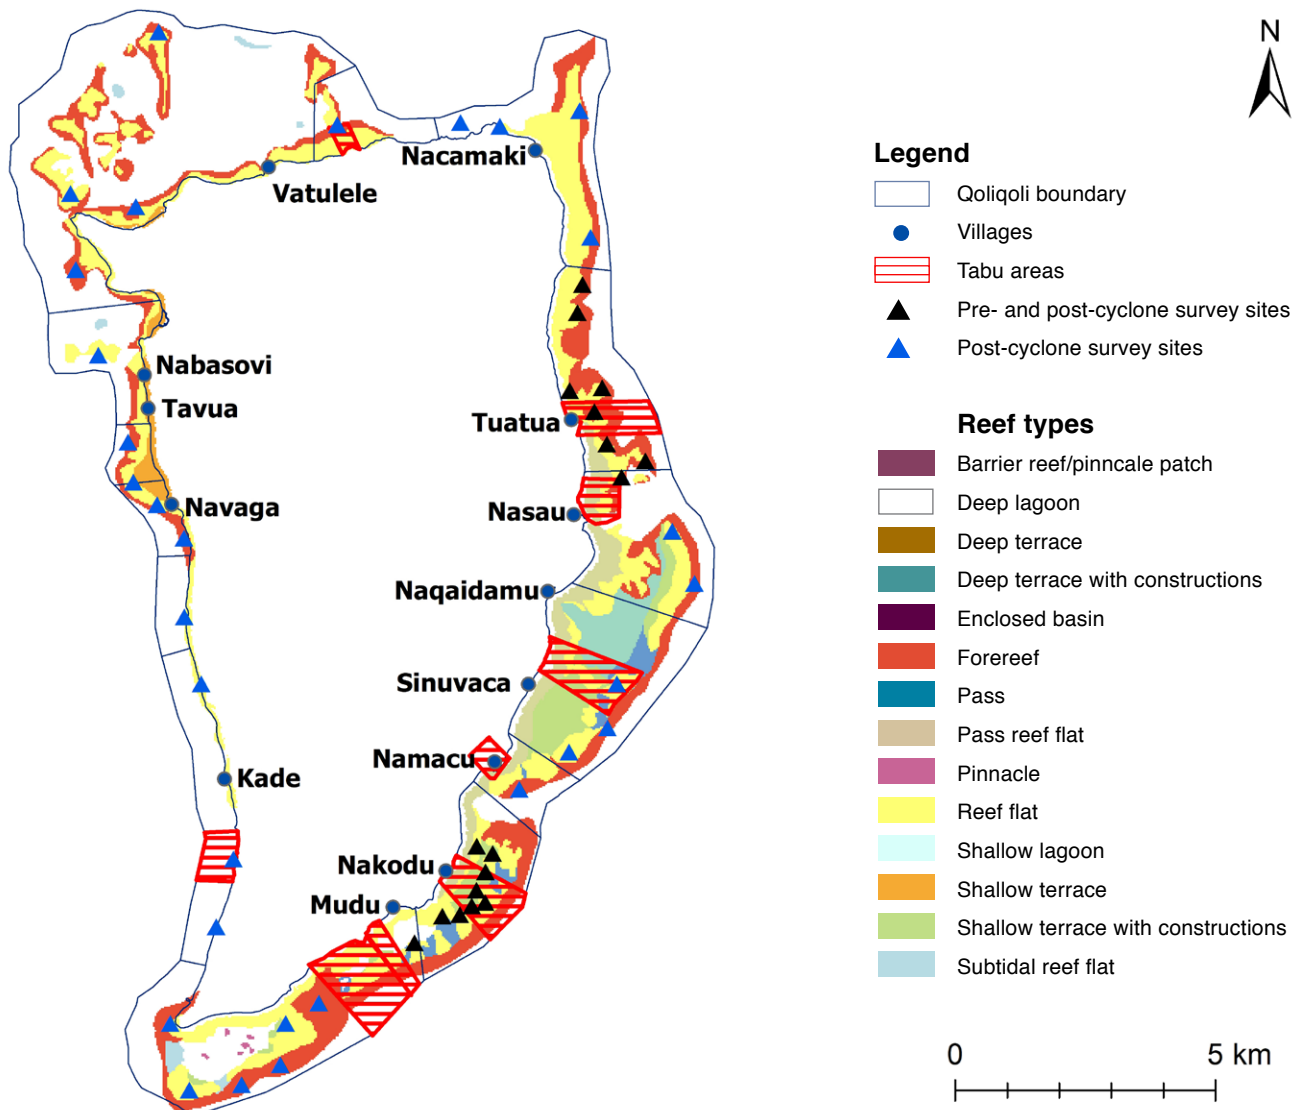 N
Nacamaki
Vatulele
Nabasovi
Tavua
Tuatua
Navaga
Nasau
Naqaidamu
Sinuvaca
Namacu
Kade
Nakodu
Mudu
Legend
Qoliqoli boundary
Villages
Tabu areas
Pre- and post-cyclone survey sites
Post-cyclone survey sites
Reef types
Barrier reef/pinncale patch
Deep lagoon
Deep terrace
Deep terrace with constructions
Enclosed basin
Forereef
Pass
Pass reef flat
Pinnacle
Reef flat
Shallow lagoon
Shallow terrace
Shallow terrace with constructions
Subtidal reef flat
0 5 km